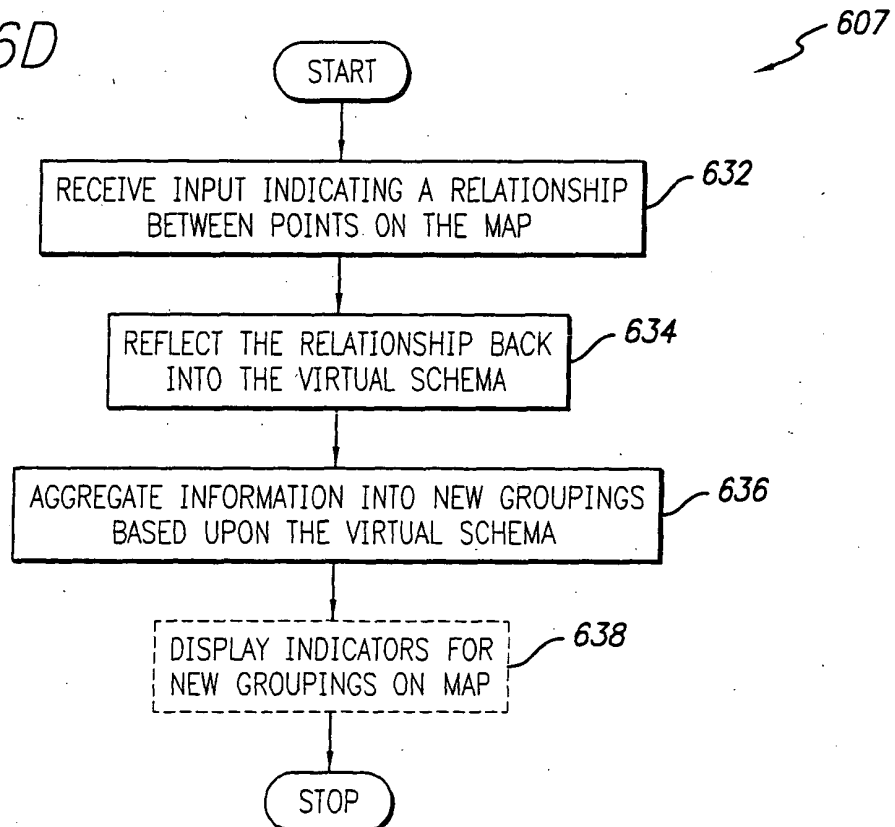 6D
607
START
RECEIVE INPUT INDICATING A RELATIONSHIP
BETWEEN POINTS ON THE MAP
632
REFLECT THE RELATIONSHIP BACK
INTO THE VIRTUAL SCHEMA
634
AGGREGATE INFORMATION INTO NEW GROUPINGS
BASED UPON THE VIRTUAL SCHEMA
636
DISPLAY INDICATORS FOR
NEW GROUPINGS ON MAP
638
STOP